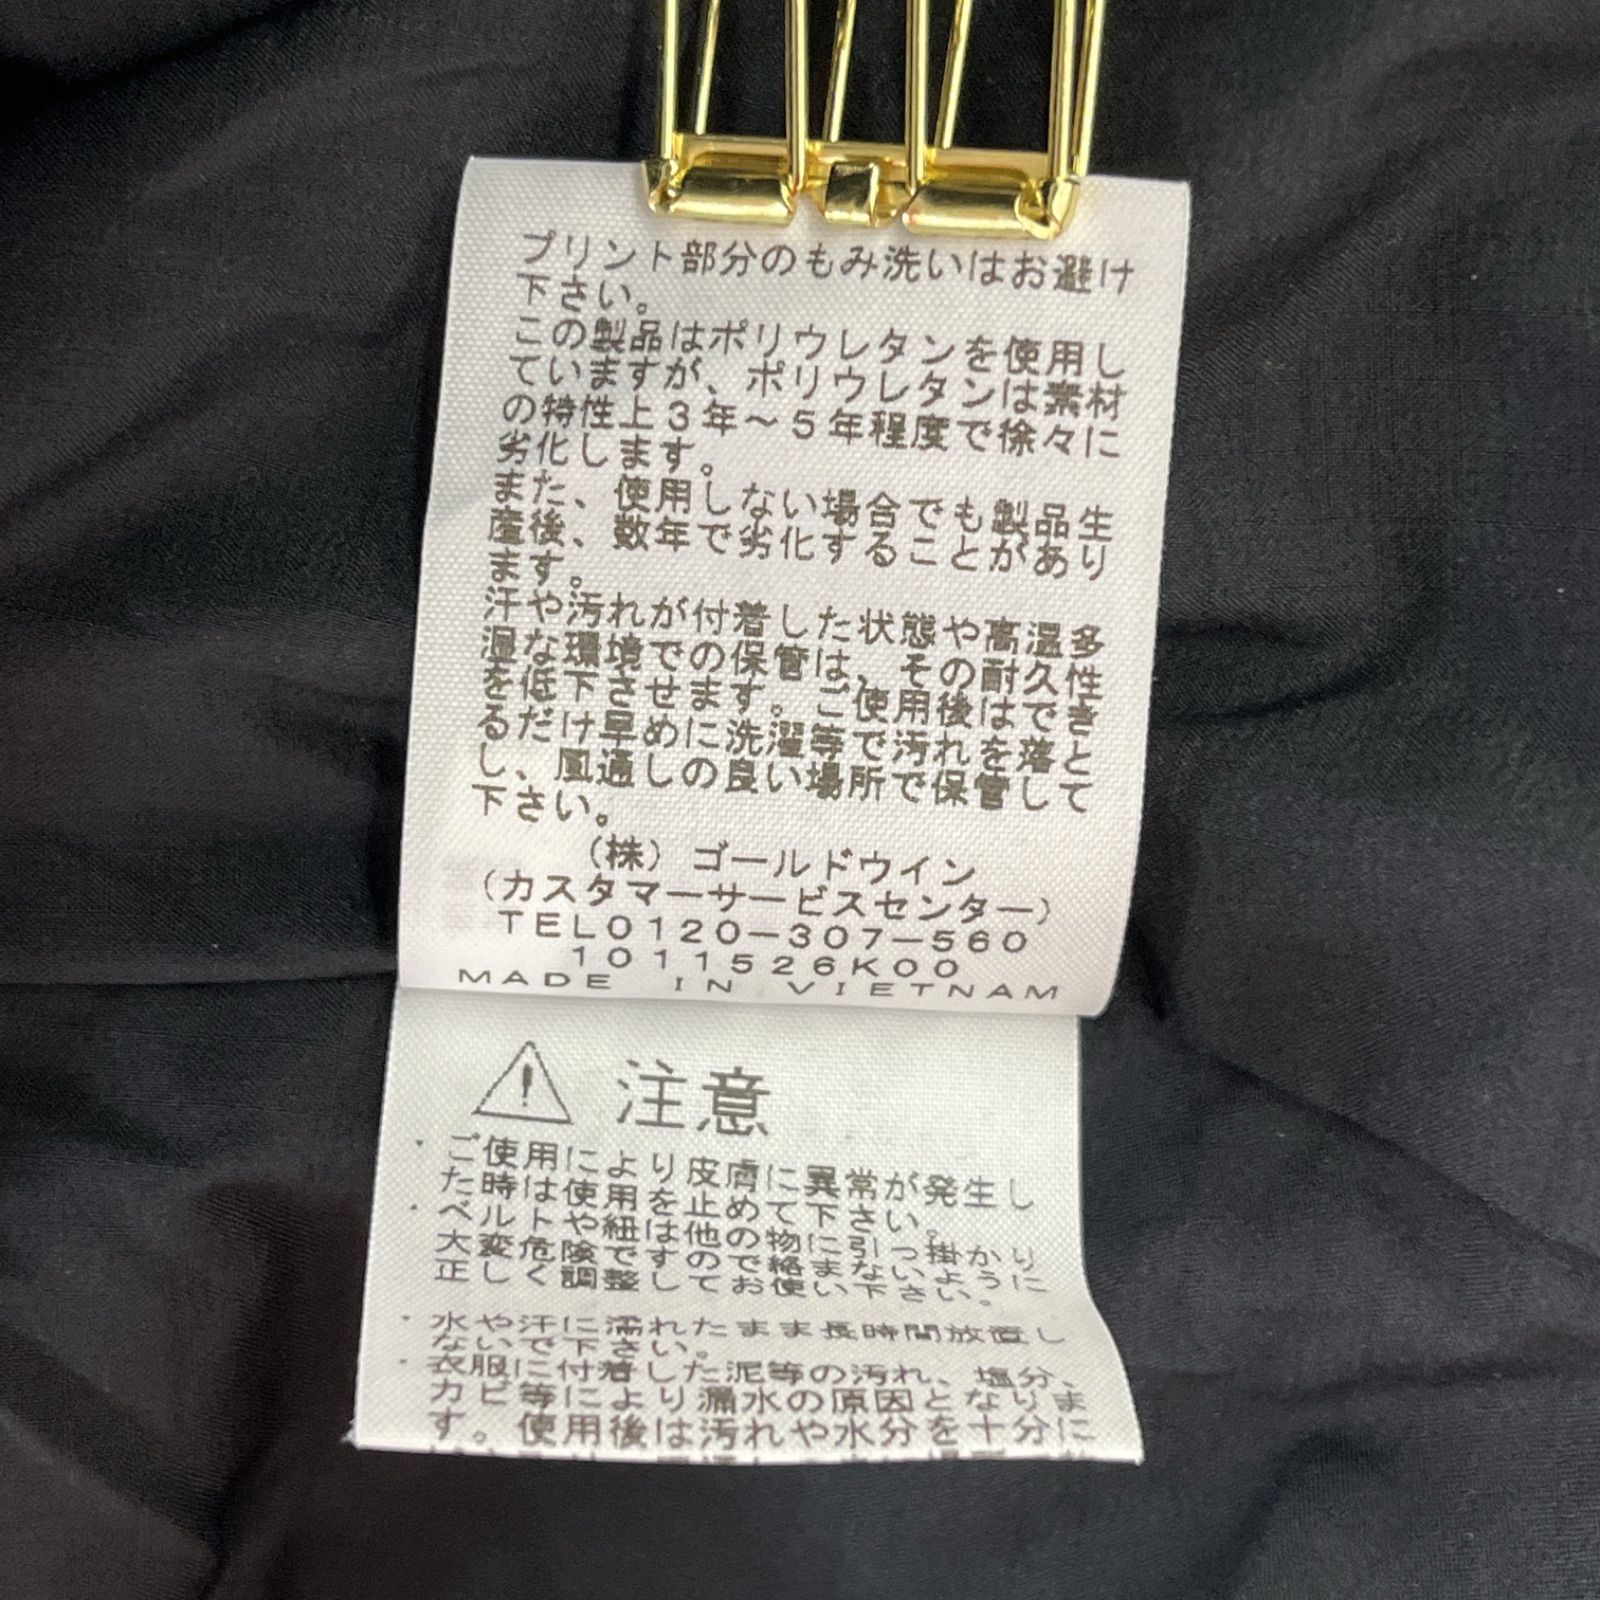 プリント部分のもみ洗いはお避け
下さい。
この製品はポリウレタンを使用し
ていますが、ポリウレタンは素材
の特性上3年～5年程度で徐々に
劣化します。
また、使用しない場合でも製品生
産後、数年で劣化することがあり
ます。
汗や汚れが付着した状態や高温多
湿な環境での保管は、その耐久性
を低下させます。ご使用後はでき
るだけ早めに洗濯等で汚れを落と
し、風通しの良い場所で保管して
下さい。
(株)ゴールドウイン
(カスタマーサービスセンター)
TEL0120-307-560
1011526K00
MADE IN VIETNAM
注意
・ご使用により皮膚に異常が発生し
た時は使用を止めて下さい。
・ベルトや紐は他の物に引っ掛かり
大変危険ですので絡まないように
正しく調整してお使い下さい。
・水や汗に濡れたまま長時間放置し
ないで下さい。
・衣服に付着した泥等の汚れ、塩分、
カビ等により漏水の原因となりま
す。使用後は汚れや水分を十分に